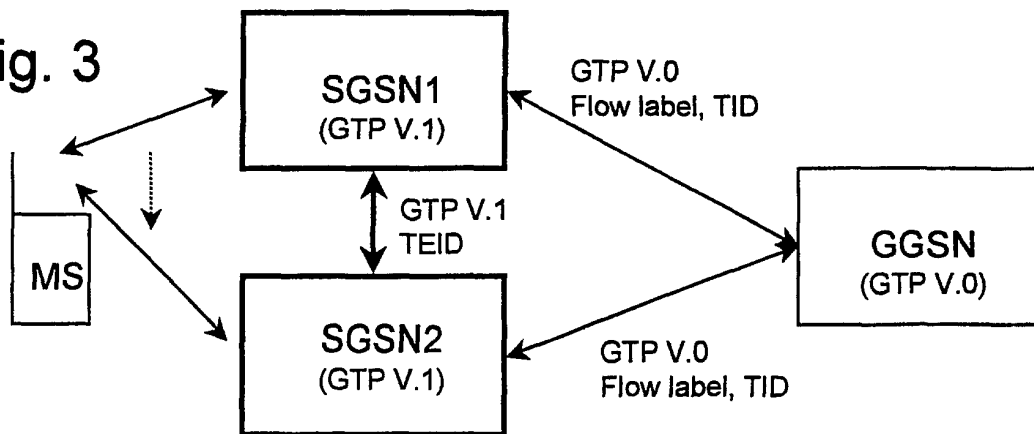 ig. 3
SGSN1
(GTP V.1)
GTP V.0
Flow label, TID
GTP V.1
TEID
MS
GGSN
(GTP V.0)
SGSN2
(GTP V.1)
GTP V.0
Flow label, TID